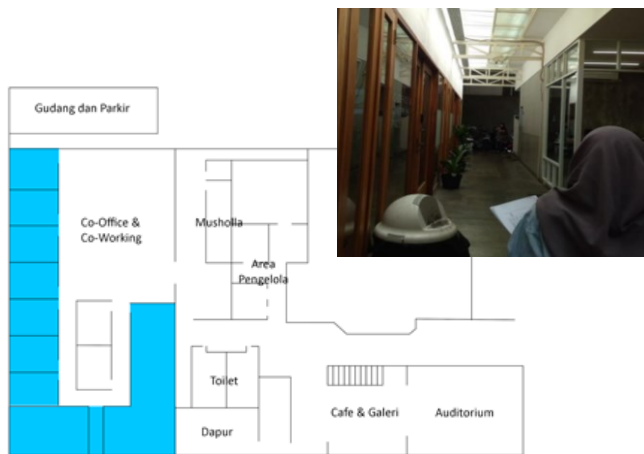 Gudang dan Parkir
Co-Office &
Co-Working
Musholla
Area
Pengelola
Toilet
Dapur
Cafe & Galeri
Auditorium